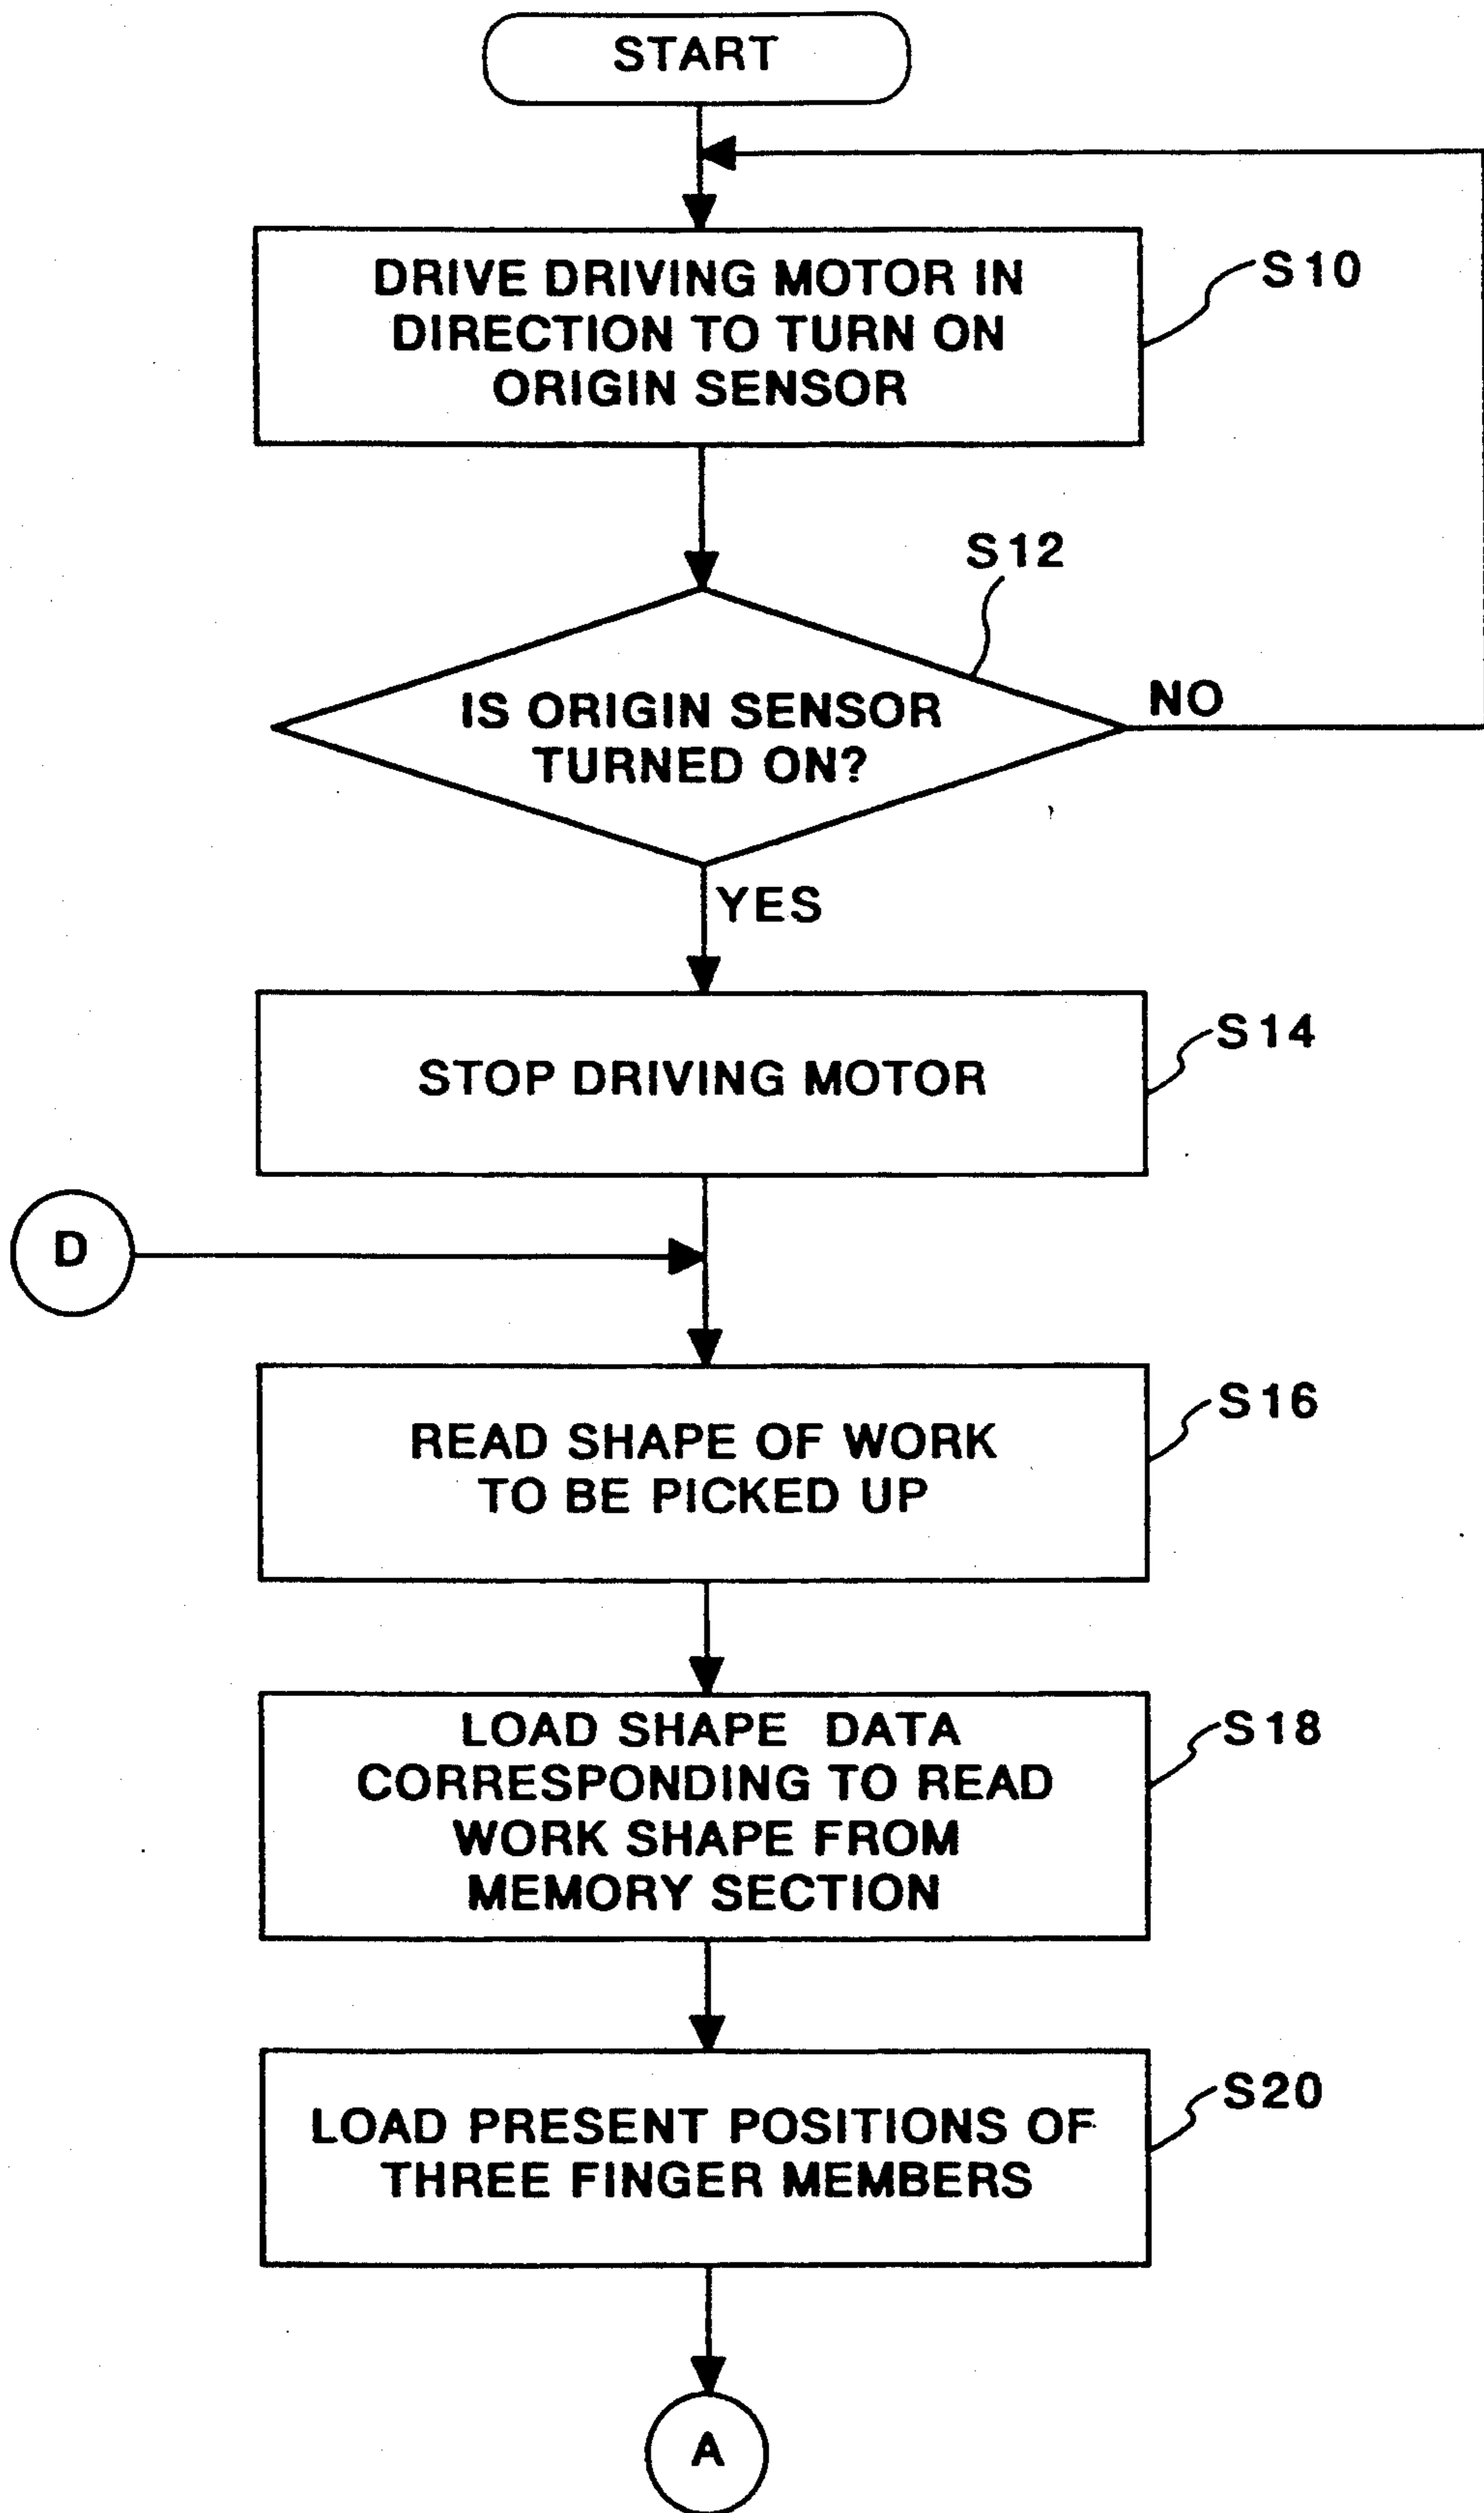 START
DRIVE DRIVING MOTOR IN
DIRECTION TO TURN ON
ORIGIN SENSOR
S10
S12
IS ORIGIN SENSOR
TURNED ON?
NO
YES
STOP DRIVING MOTOR
S14
D
READ SHAPE OF WORK
TO BE PICKED UP
S16
LOAD SHAPE DATA
CORRESPONDING TO READ
WORK SHAPE FROM
MEMORY SECTION
S18
LOAD PRESENT POSITIONS OF
THREE FINGER MEMBERS
S20
A